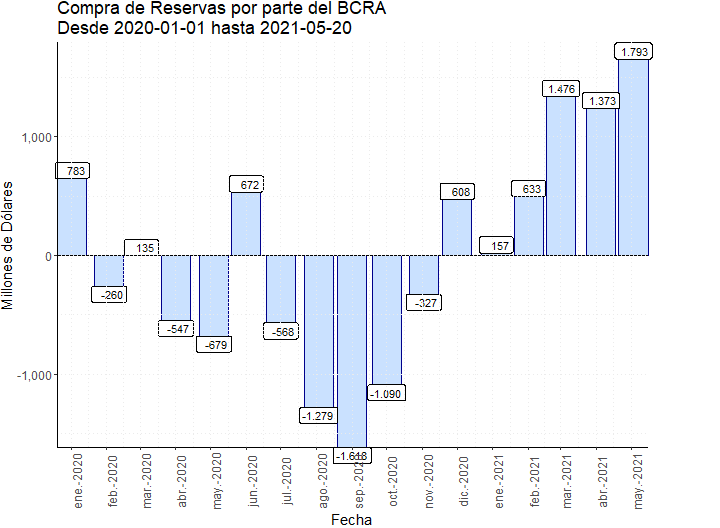 Compra de Reservas por parte del BCRA
Desde 2020-01-01 hasta 2021-05-20
Millones de Dólares
1,000
0
-1,000
783
-260
135
-547
-679
672
-568
-1.279
-1.618
-1.090
-327
608
157
633
1.476
1.373
1.793
ene.-2020
feb.-2020
mar.-2020
abr.-2020
may.-2020
jun.-2020
jul.-2020
ago.-2020
sep.-2020
oct.-2020
nov.-2020
dic.-2020
ene.-2021
feb.-2021
mar.-2021
abr.-2021
may.-2021
Fecha